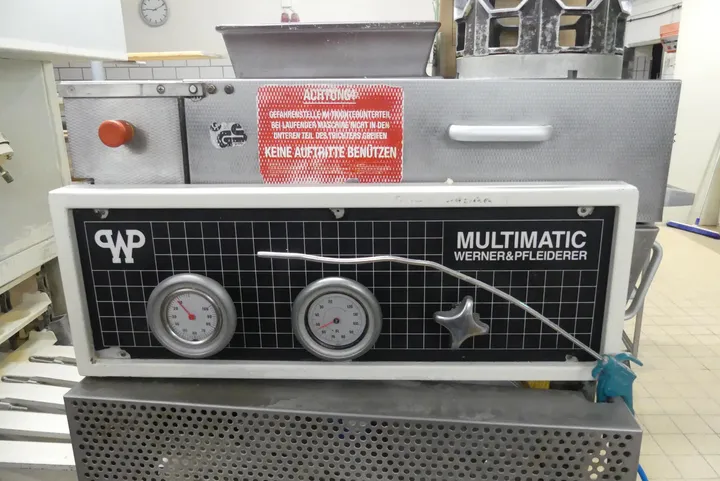 ACHTUNG!
GEFAHRENSTELLE IM TRICHTERUNTERTEIL
BEI LAUFENDER MASCHINE NICHT IN DEN
UNTEREN TEIL DES TRICHTERS GREIFEN
KEINE AUFTRITTE BENÜTZEN
GS
WP
MULTIMATIC
WERNER&PFLEIDERER